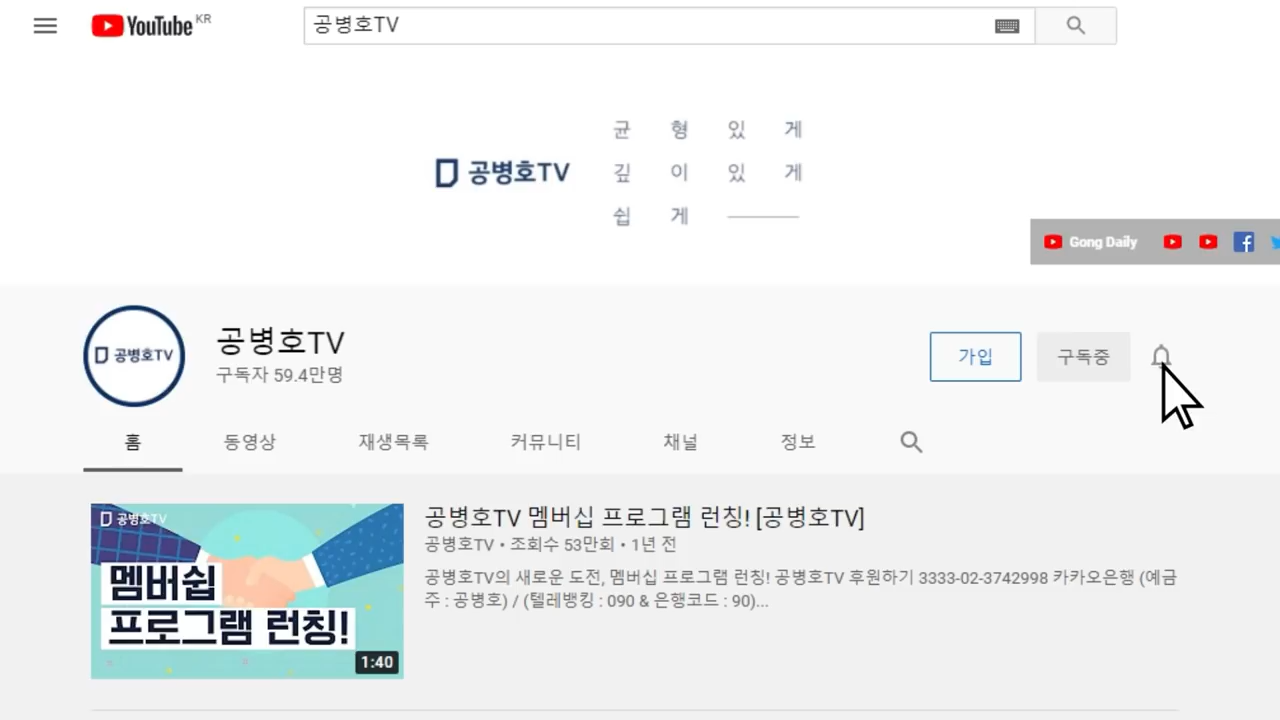 YouTube KR
공병호TV
공병호TV
균 형 있 게
깊 이 있 게
쉽 게
Gong Daily
공병호TV
공병호TV
구독자 59.4만명
가입
구독중
홈
동영상
재생목록
커뮤니티
채널
정보
공병호TV
멤버쉽
프로그램 런칭!
1:40
공병호TV 멤버십 프로그램 런칭! [공병호TV]
공병호TV • 조회수 53만회 • 1년 전
공병호TV의 새로운 도전, 멤버십 프로그램 런칭! 공병호TV 후원하기 3333-02-3742998 카카오은행 (예금
주 : 공병호) / (텔레뱅킹 : 090 & 은행코드 : 90)...